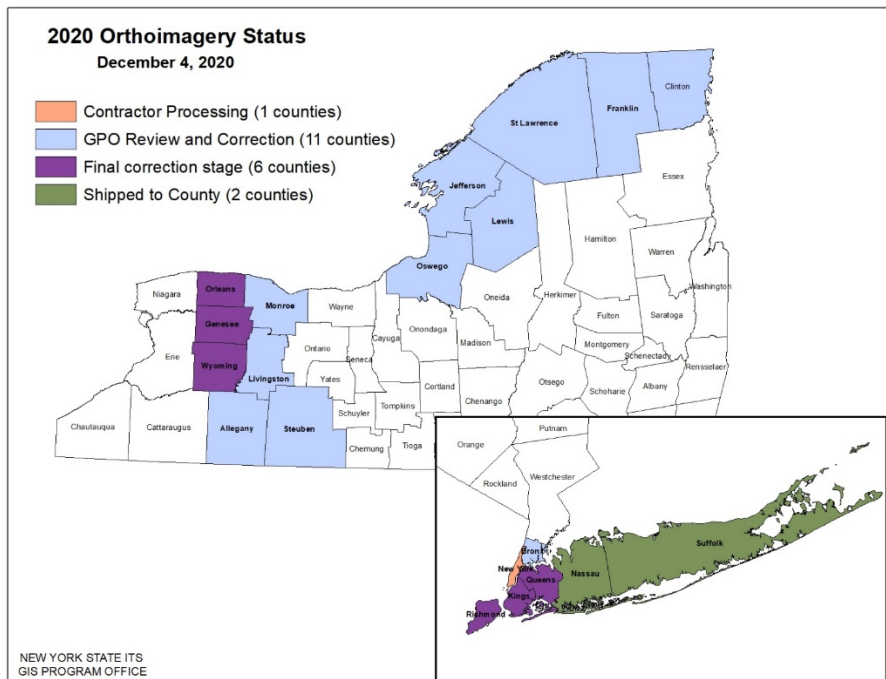 2020 Orthoimagery Status
December 4, 2020
Contractor Processing (1 counties)
GPO Review and Correction (11 counties)
Final correction stage (6 counties)
Shipped to County (2 counties)
Clinton
Franklin
St Lawrence
Essex
Jefferson
Lewis
Hamilton
Warren
Oswego
Washington
Orleans
Niagara
Monroe
Wayne
Oneida
Herkimer
Fulton
Saratoga
Genesee
Onondaga
Cayuga
Madison
Montgomery
Ontario
Seneca
Schenectady
Erie
Wyoming
Rensselaer
Livingston
Yates
Otsego
Cortland
Chenango
Schoharie
Albany
Schuyler
Tompkins
Chautauqua
Cattaraugus
Allegany
Steuben
Chemung
Tioga
Putnam
Orange
Westchester
Rockland
Bronx
Suffolk
New York
Nassau
Queens
Kings
Richmond
NEW YORK STATE ITS
GIS PROGRAM OFFICE